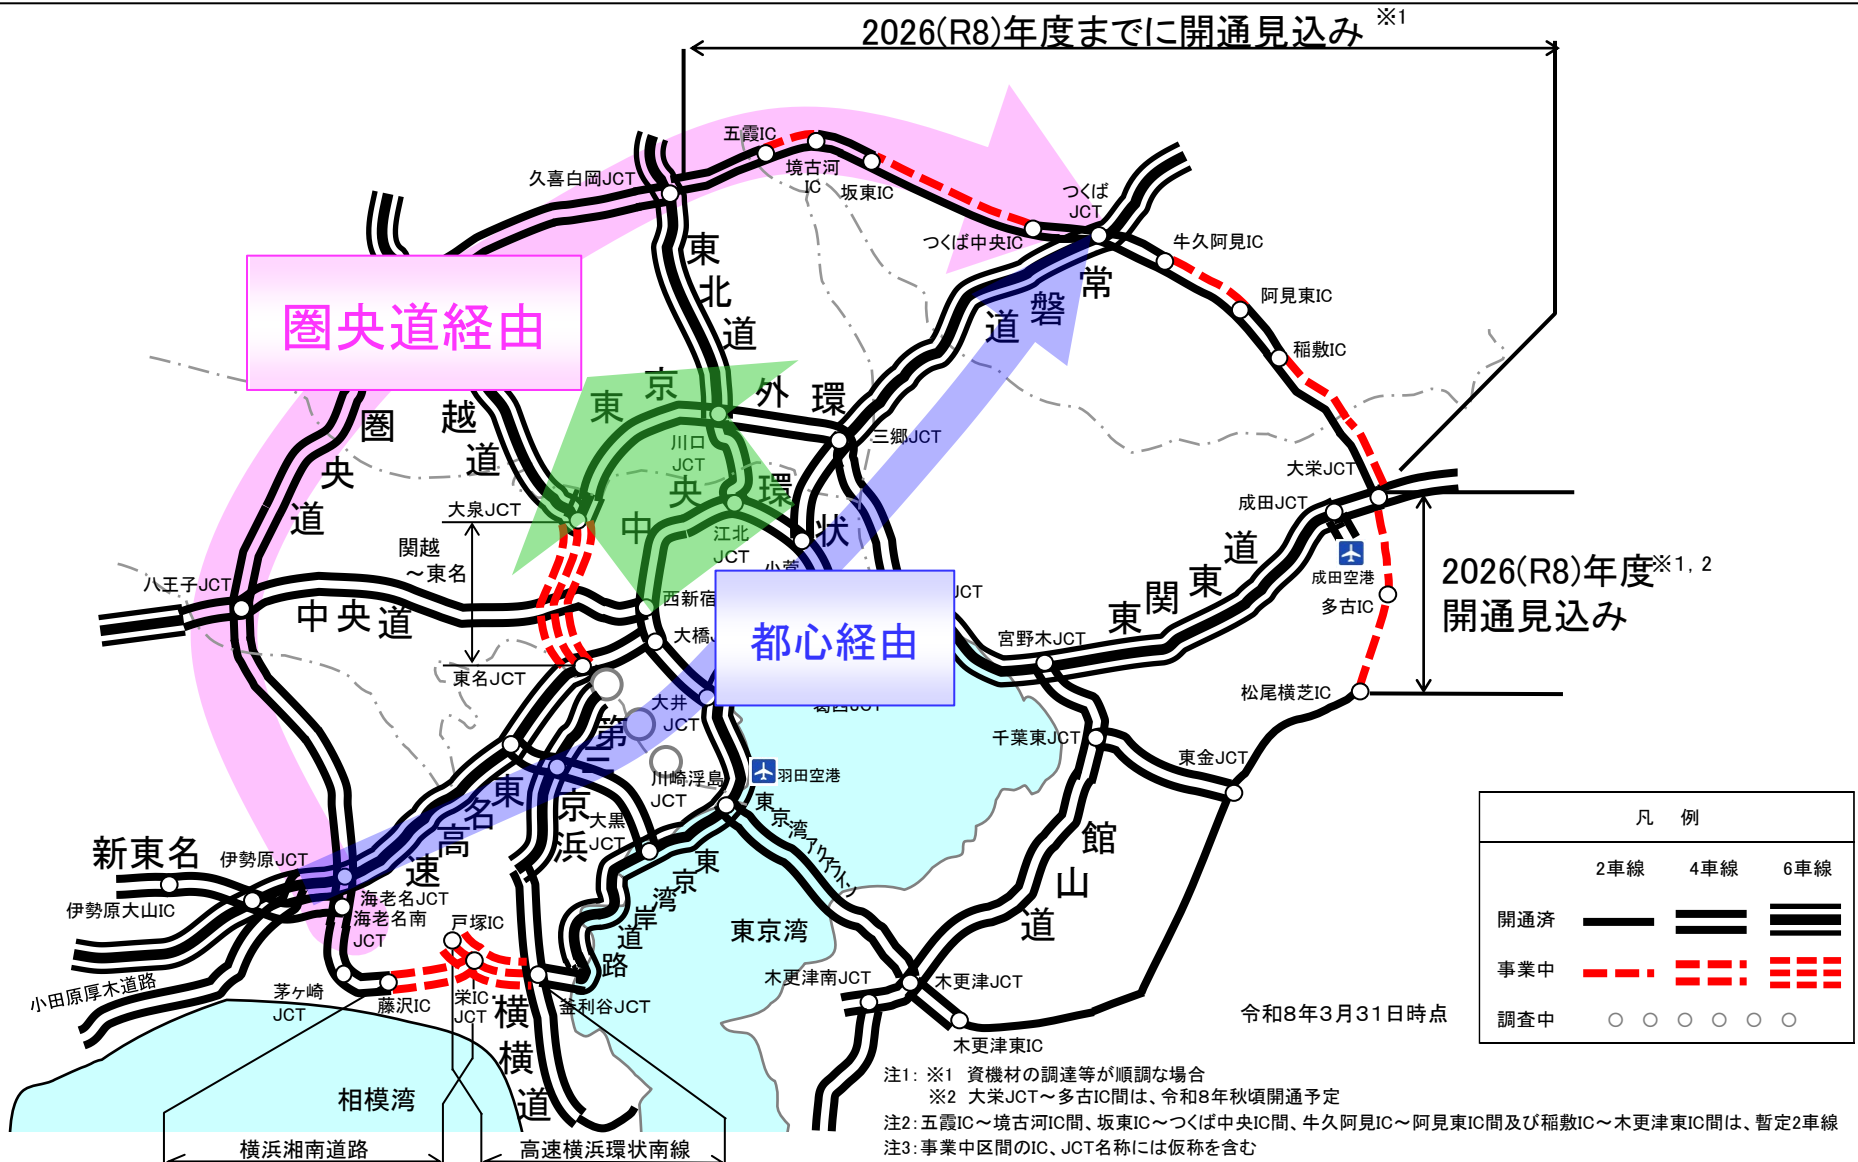 2026(R8)年度までに開通見込み ※1
五霞IC
境古河
IC
坂東IC
久喜白岡JCT
つくば
JCT
つくば中央IC
牛久阿見IC
阿見東IC
稲敷IC
大栄JCT
成田JCT
成田空港
多古IC
松尾横芝IC
2026(R8)年度※1, 2
開通見込み
圏央道経由
東北道
常磐道
東京外環
圏央道
越道
川口
JCT
三郷JCT
中央環状
江北
JCT
小菅
大泉JCT
関越
～東名
東名JCT
八王子JCT
中央道
西新宿
大橋J
都心経由
JCT
葛西JCT
宮野木JCT
東関東道
千葉東JCT
東金JCT
大井
JCT
第三京浜
川崎浮島
JCT
羽田空港
大黒
JCT
東京湾アクアライン
東名高速
新東名
伊勢原JCT
伊勢原大山IC
海老名JCT
海老名南
JCT
小田原厚木道路
戸塚IC
茅ヶ崎
JCT
藤沢IC
栄IC
JCT
釜利谷JCT
東京湾岸道路
東京湾
館山道
木更津南JCT
木更津JCT
木更津東IC
横横道
相模湾
横浜湘南道路
高速横浜環状南線
令和8年3月31日時点
凡 例
2車線 4車線 6車線
開通済
事業中
調査中
注1: ※1 資機材の調達等が順調な場合
※2 大栄JCT～多古IC間は、令和8年秋頃開通予定
注2:五霞IC～境古河IC間、坂東IC～つくば中央IC間、牛久阿見IC～阿見東IC間及び稲敷IC～木更津東IC間は、暫定2車線
注3:事業中区間のIC、JCT名称には仮称を含む